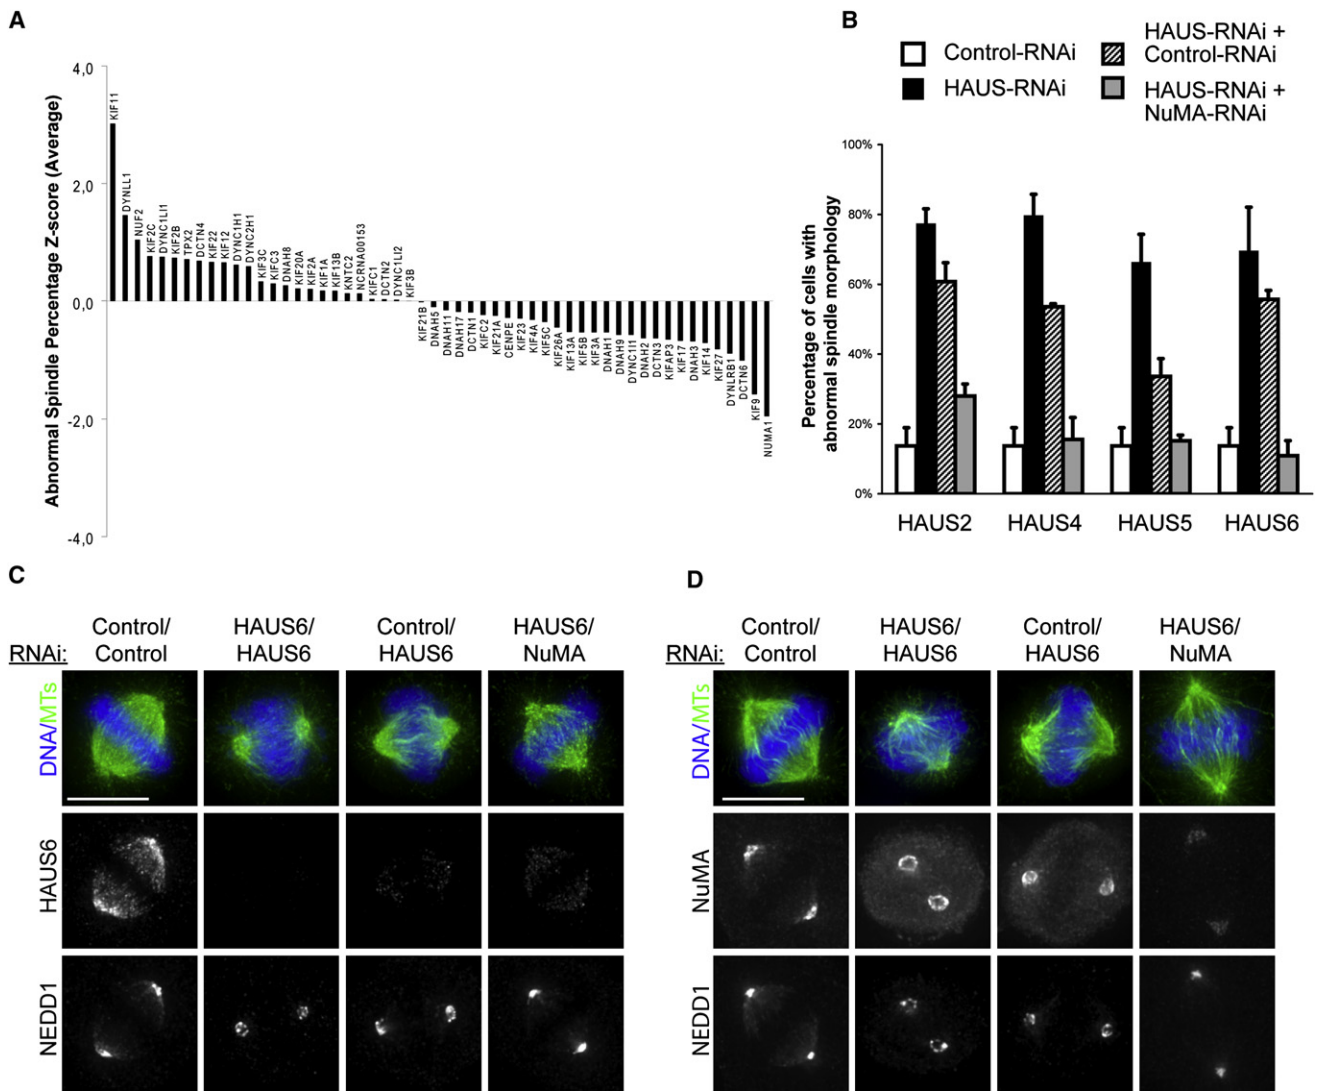 A
Abnormal Spindle Percentage Z-score (Average)
4,0
2,0
0,0
-2,0
-4,0
KIF11
DYNLL1
NUF2
KIF2C
DYNC1LI1
KIF2B
TPX2
DCTN4
KIF22
KIF12
DYNC1H1
DYNC2H1
KIF3C
KIFC3
DNAH8
KIF20A
KIF2A
KIF1A
KIF13B
KNTC2
NCRNA00153
KIFC1
DCTN2
DYNC1LI2
KIF3B
KIF21B
DNAH5
DNAH11
DNAH17
DCTN1
KIFC2
KIF21A
CENPE
KIF23
KIF4A
KIF5C
KIF26A
KIF13A
KIF5B
KIF3A
DNAH1
DNAH9
DYNC1I1
DNAH2
DCTN3
KIFAP3
KIF17
DNAH3
KIF14
KIF27
DYNLRB1
DCTN6
KIF9
NUMA1
B
Control-RNAi
HAUS-RNAi
HAUS-RNAi +
Control-RNAi
HAUS-RNAi +
NuMA-RNAi
Percentage of cells with
abnormal spindle morphology
100%
80%
60%
40%
20%
0%
HAUS2
HAUS4
HAUS5
HAUS6
C
RNAi:
Control/
Control
HAUS6/
HAUS6
Control/
HAUS6
HAUS6/
NuMA
DNA/MTs
HAUS6
NEDD1
D
RNAi:
Control/
Control
HAUS6/
HAUS6
Control/
HAUS6
HAUS6/
NuMA
DNA/MTs
NuMA
NEDD1